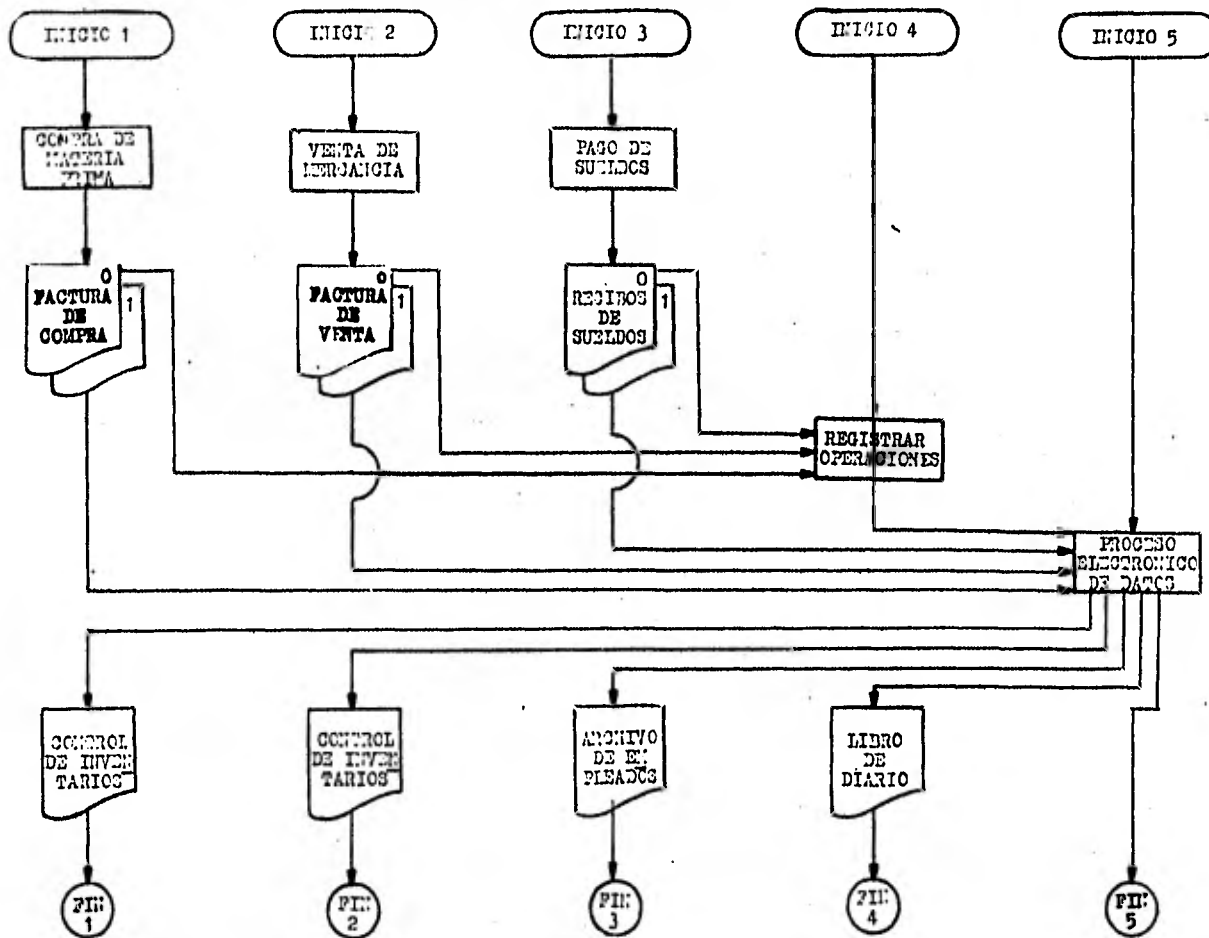 INICIO 1
INICIO 2
INICIO 3
INICIO 4
INICIO 5
COMPRA DE
MATERIA
PRIMA
VENTA DE
MERCANCIA
PAGO DE
SUELDOS
O
FACTURA
DE
COMPRA
1
O
FACTURA
DE
VENTA
1
O
RECIBOS
DE
SUELDOS
1
REGISTRAR
OPERACIONES
PROCESO
ELECTRONICO
DE DATOS
CONTROL
DE INVEN
TARIOS
CONTROL
DE INVEN
TARIOS
ARCHIVO
DE EM
PLEADOS
LIBRO
DE
DIARIO
FIN
1
FIN
2
FIN
3
FIN
4
FIN
5